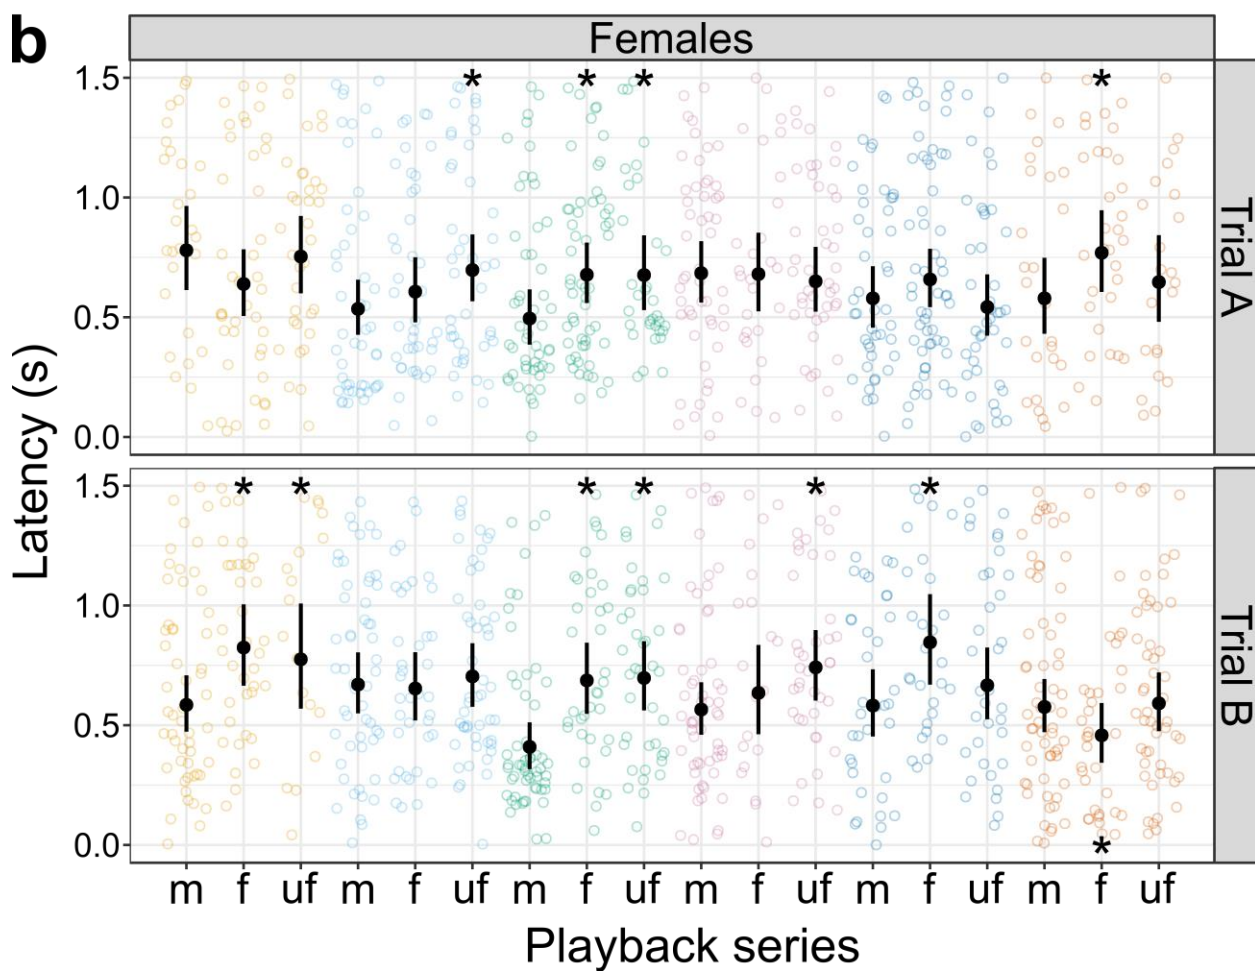 b
Females
1.5
* * * *
1.0
0.5
0.0
Trial A
1.5
* * * * * *
1.0
0.5
0.0
*
Trial B
Latency (s)
m f uf m f uf m f uf m f uf m f uf m f uf
Playback series